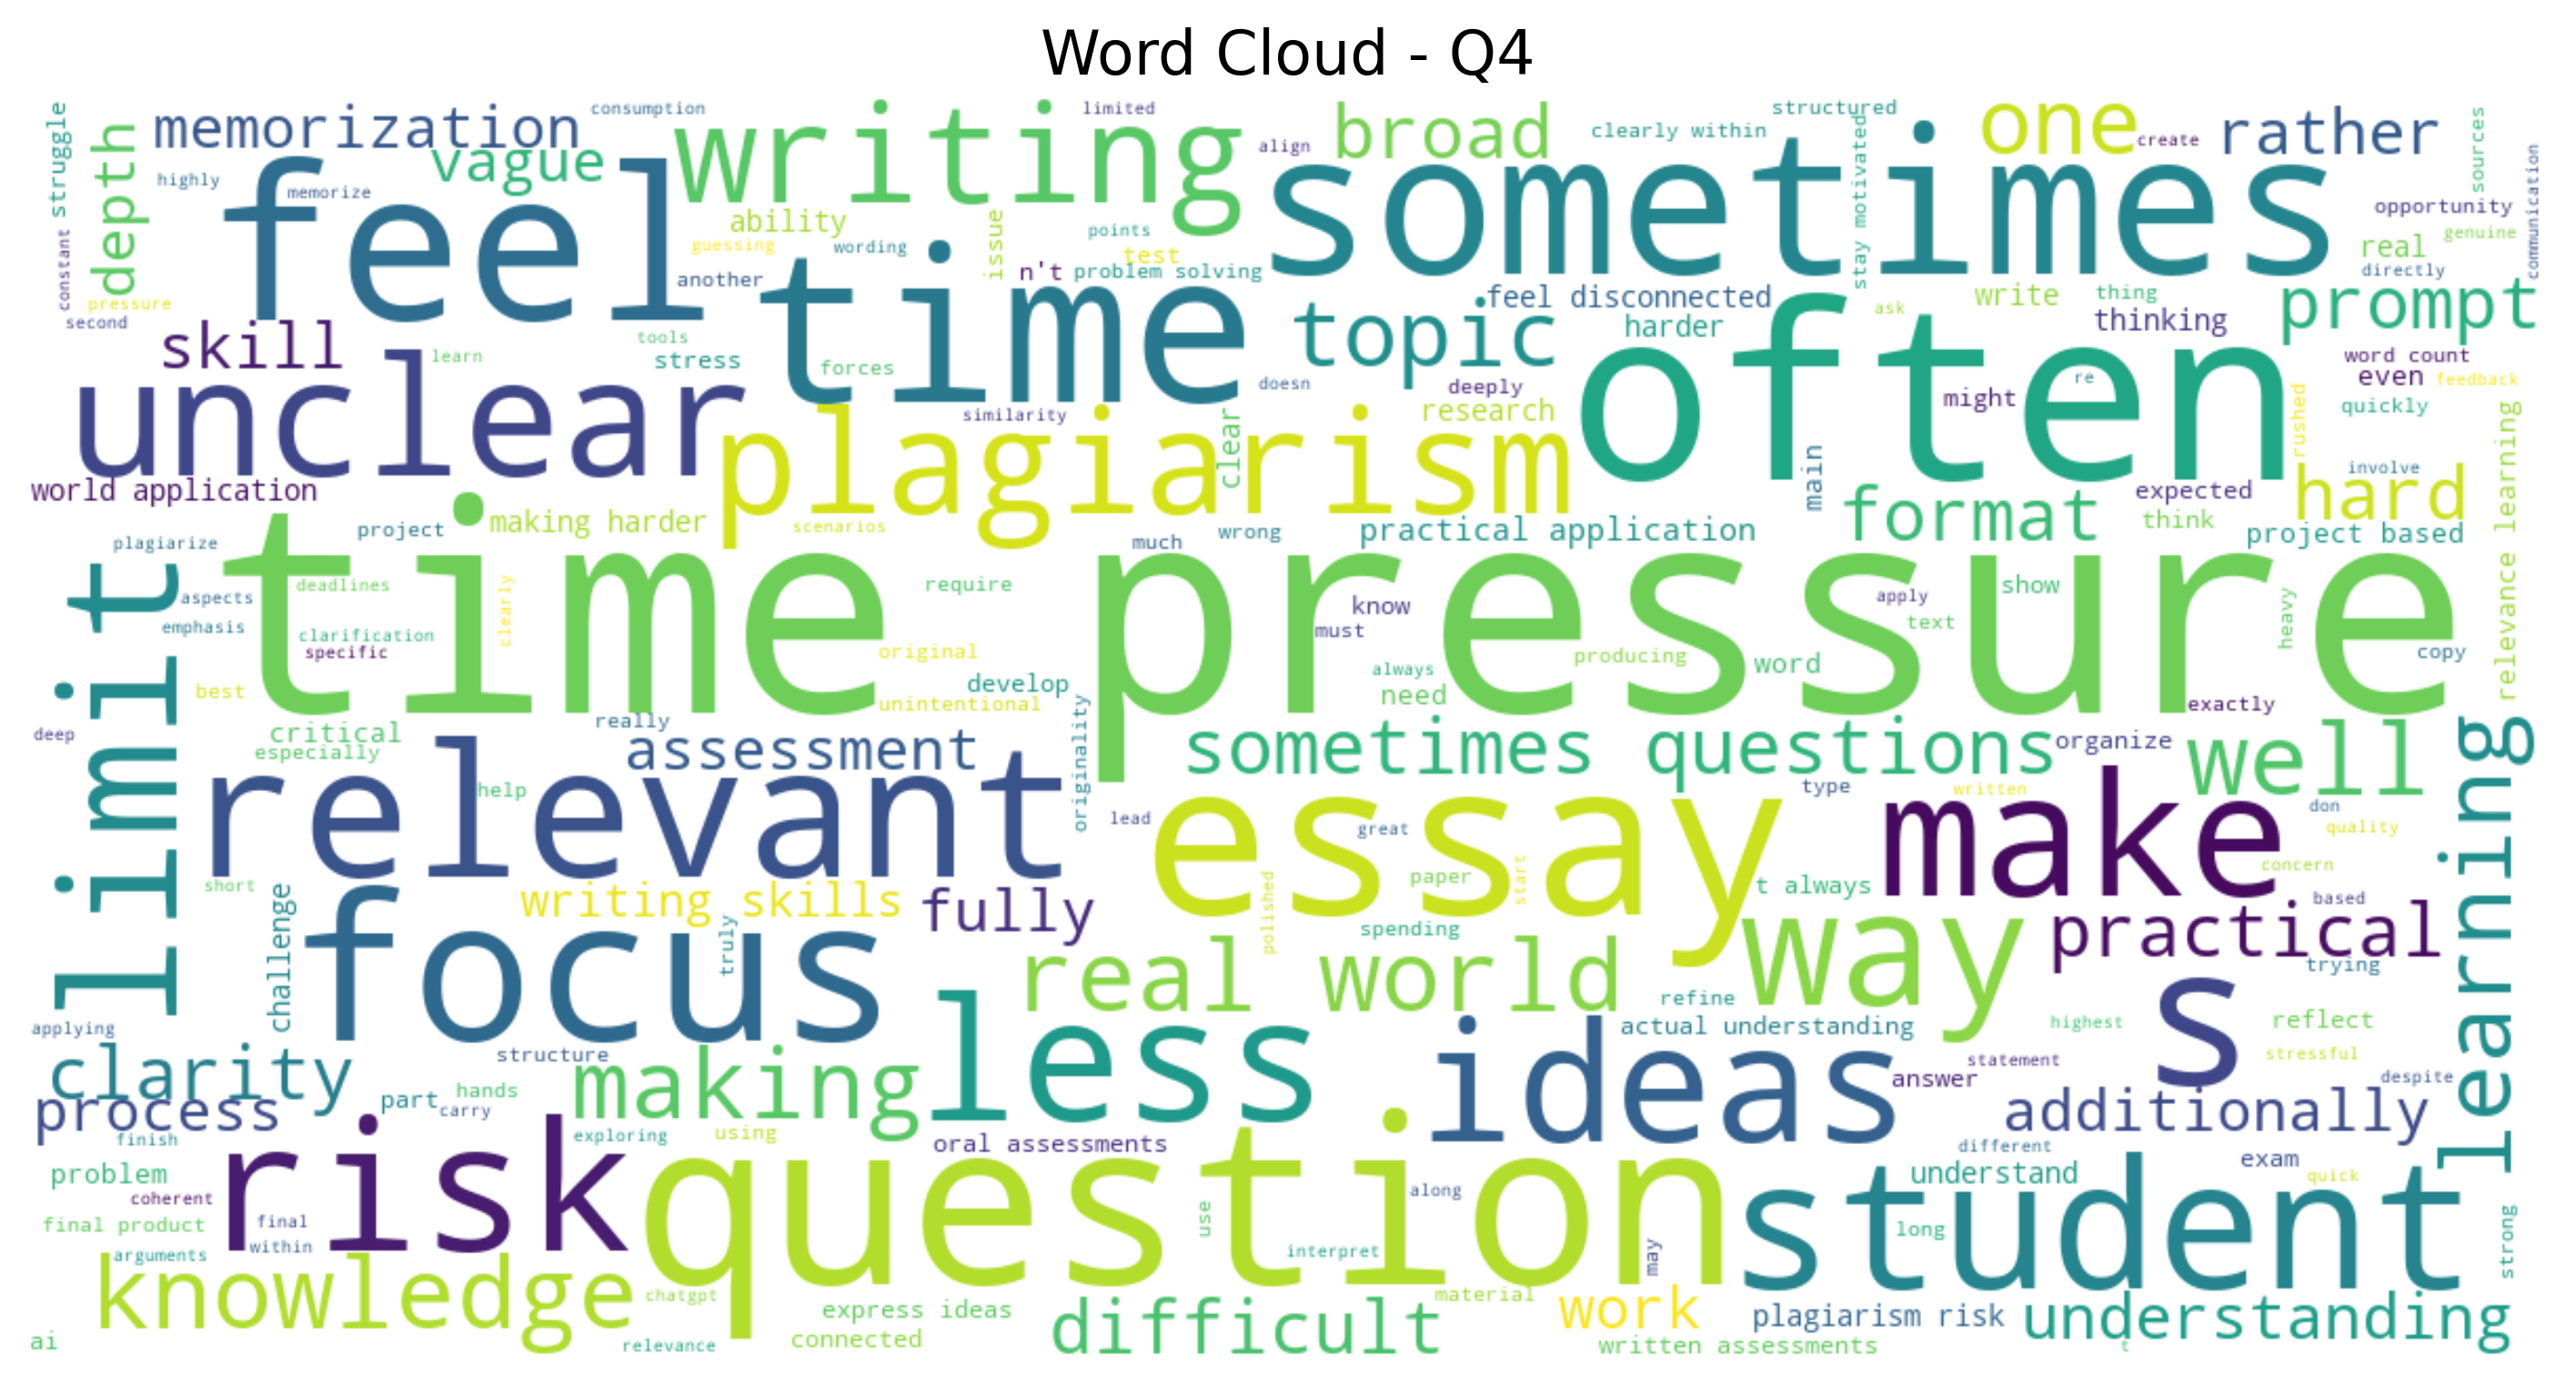 Word Cloud - Q4
struggle
constant
memorization
consumption
writing
limited
broad
structured
clearly within
one
create
rather
sources
communication
depth
highly
memorize
vague
feel
align
sometimes
stay motivated
opportunity
real
genuine
directly
ability
guessing
wording
issue
points
test
another
n't
problem solving
pressure
second
time
topic
feel disconnected
harder
ask
write
thing
thinking
prompt
skill
learn
tools
stress
forces
doesn
deeply
often
might
re
word count
even
feedback
quickly
unclear
similarity
plagiarism
clear
research
main
rushed
involve
hard
relevance learning
world application
project
making harder
scenarios
much
wrong
practical application
format
expected
think
project based
plagiarize
limit
aspects
emphasis
deadlines
clarification
specific
clearly
time pressure
require
original
know
must
apply
text
show
heavy
copy
best
develop
unintentional
always
need
producing
word
exactly
deep
critical
especially
really
assessment
originality
sometimes questions
organize
well
learning
relevant
help
lead
essay
great
type
written
make
don
quality
concern
based
short
challenge
writing skills
fully
polished
paper
start
t always
way
practical
trying
focus
truly
spending
real world
refine
s
applying
structure
less
ideas
actual understanding
highest
reflect
stressful
statement
answer
despite
clarity
process
part
hands
carry
making
additionally
finish
exploring
using
oral assessments
different
problem
coherent
risk
question
along
understand
exam
quick
student
final product
final
within
arguments
use
interpret
may
long
strong
knowledge
chatgpt
express ideas
connected
relevance
difficult
material
work
plagiarism risk
written assessments
understanding
t
ai